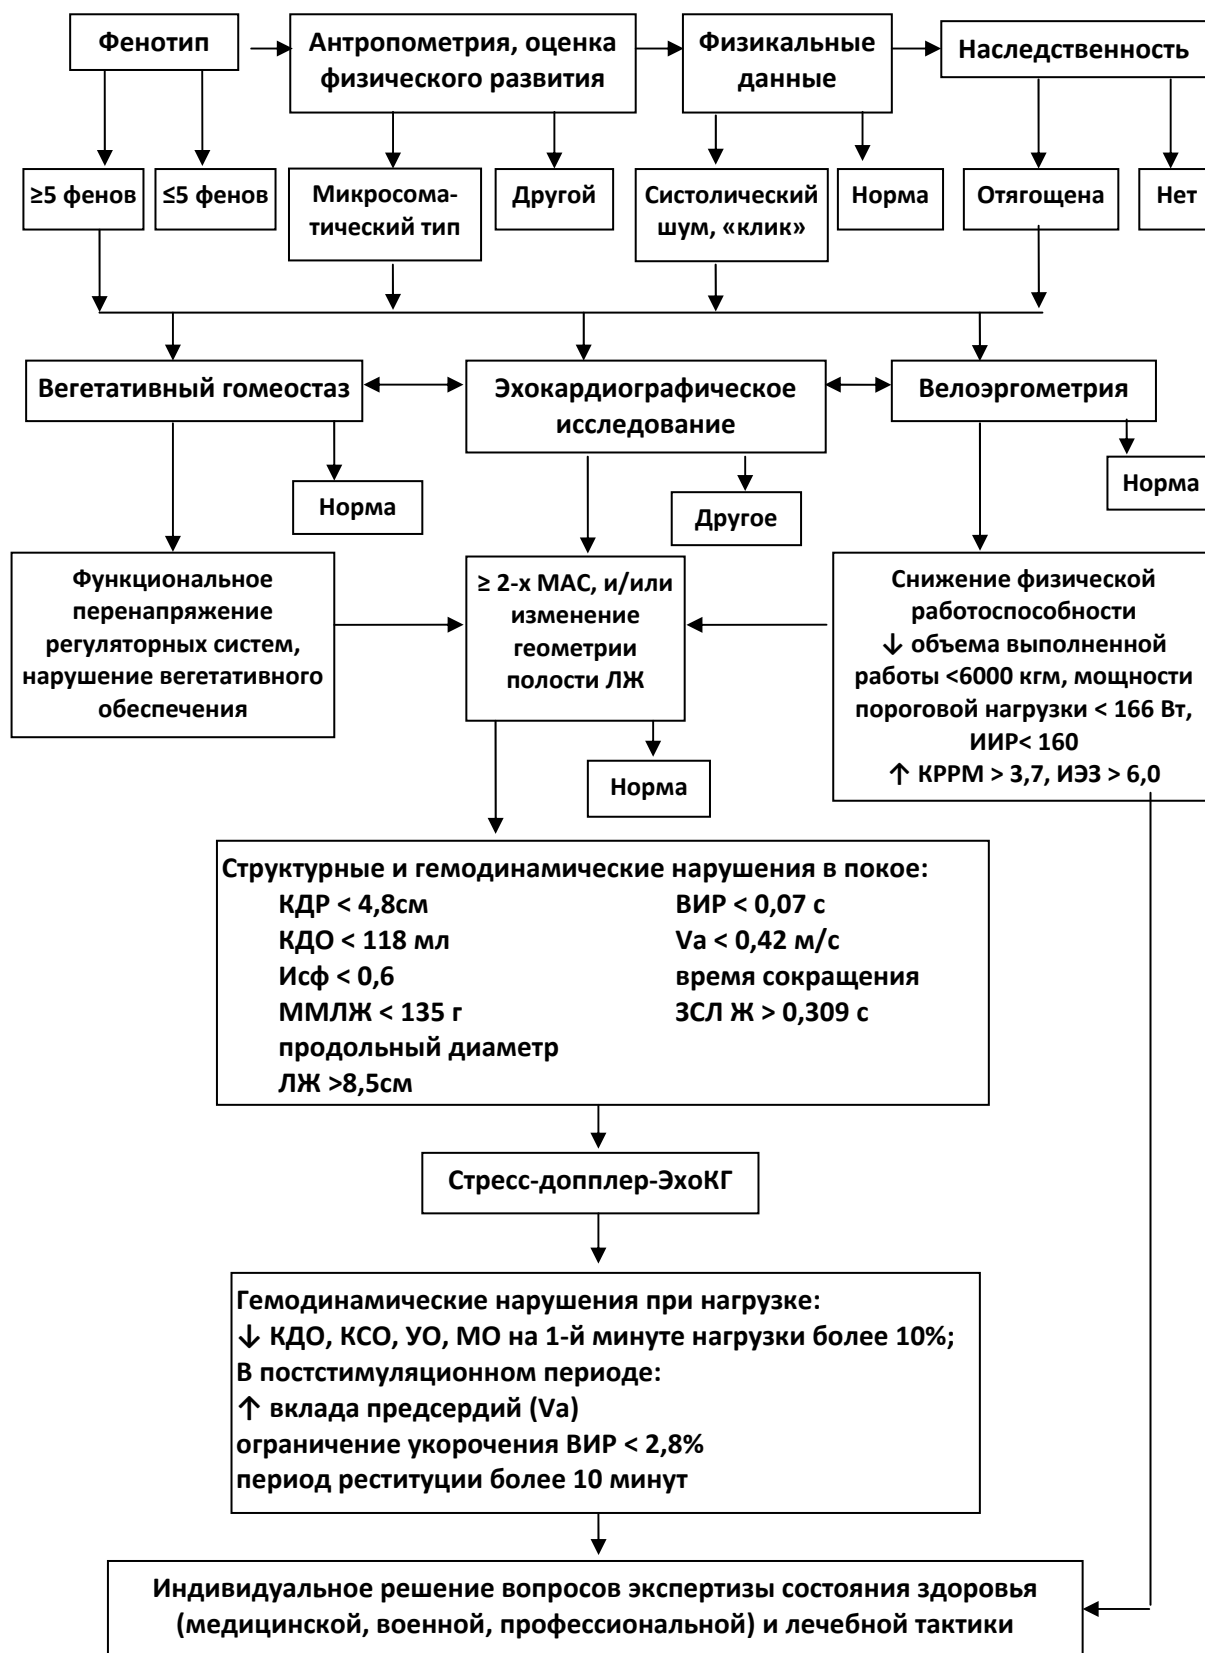 Фенотип
Антропометрия, оценка
физического развития
Физикальные
данные
Наследственность
≥5 фенов
≤5 фенов
Микросома-
тический тип
Другой
Систолический
шум, «клик»
Норма
Отягощена
Нет
Вегетативный гомеостаз
Эхокардиографическое
исследование
Велоэргометрия
Норма
Другое
Норма
Функциональное
перенапряжение
регуляторных систем,
нарушение вегетативного
обеспечения
≥ 2-х МАС, и/или
изменение
геометрии
полости ЛЖ
Снижение физической
работоспособности
↓ объема выполненной
работы <6000 кгм, мощности
пороговой нагрузки < 166 Вт,
ИИР< 160
↑ КРРМ > 3,7, ИЭЗ > 6,0
Норма
Структурные и гемодинамические нарушения в покое:
КДР < 4,8см
КДО < 118 мл
Исф < 0,6
ММЛЖ < 135 г
продольный диаметр
ЛЖ >8,5см
ВИР < 0,07 с
Va < 0,42 м/с
время сокращения
ЗСЛ Ж > 0,309 с
Стресс-допплер-ЭхоКГ
Гемодинамические нарушения при нагрузке:
↓ КДО, КСО, УО, МО на 1-й минуте нагрузки более 10%;
В постстимуляционном периоде:
↑ вклада предсердий (Va)
ограничение укорочения ВИР < 2,8%
период реституции более 10 минут
Индивидуальное решение вопросов экспертизы состояния здоровья
(медицинской, военной, профессиональной) и лечебной тактики